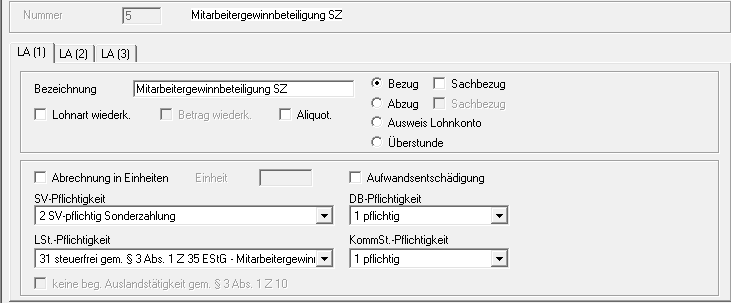 Nummer 5 Mitarbeitergewinnbeteiligung SZ
LA (1) LA (2) LA (3)
Bezeichnung Mitarbeitergewinnbeteiligung SZ Bezug Sachbezug
Lohnart wiederk. Betrag wiederk. Aliquot. Abzug Sachbezug
Ausweis Lohnkonto
Überstunde
Abrechnung in Einheiten Einheit Aufwandsentschädigung
SV-Pflichtigkeit DB-Pflichtigkeit
2 SV-pflichtig Sonderzahlung 1 pflichtig
LSt.-Pflichtigkeit KommSt.-Pflichtigkeit
31 steuerfrei gem. § 3 Abs. 1 Z 35 EStG - Mitarbeitergewinn 1 pflichtig
keine beg. Auslandstätigkeit gem. § 3 Abs. 1 Z 10